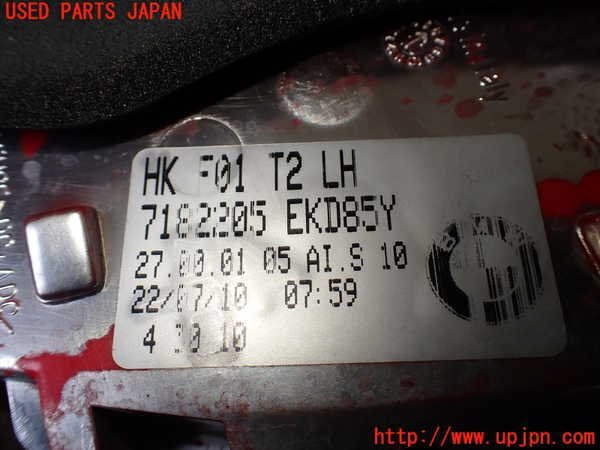 USED PARTS JAPAN
HK F01 T2 LH
7182205 EKD85Y
27.00.01 05 AI.S 10
22/07/10 07:59
4 30 10
BMW
http://www.upjpn.com/